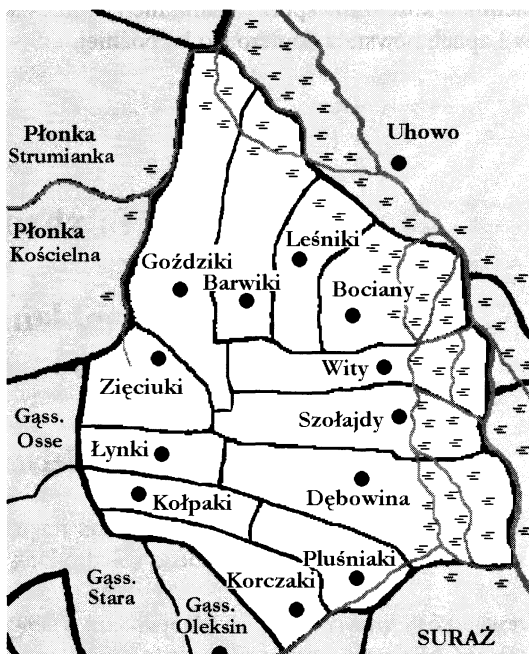 Płonka
Strumianka
Uhowo
Płonka
Kościelna
Leśniki
Goździki
Barwiki
Bociany
Wity
Zięciuki
Gąss.
Osse
Szołajdy
Łynki
Kołpaki
Dębowina
Pluśniaki
Gąss.
Stara
Korczaki
Gąss.
Oleksin
SURAŻ